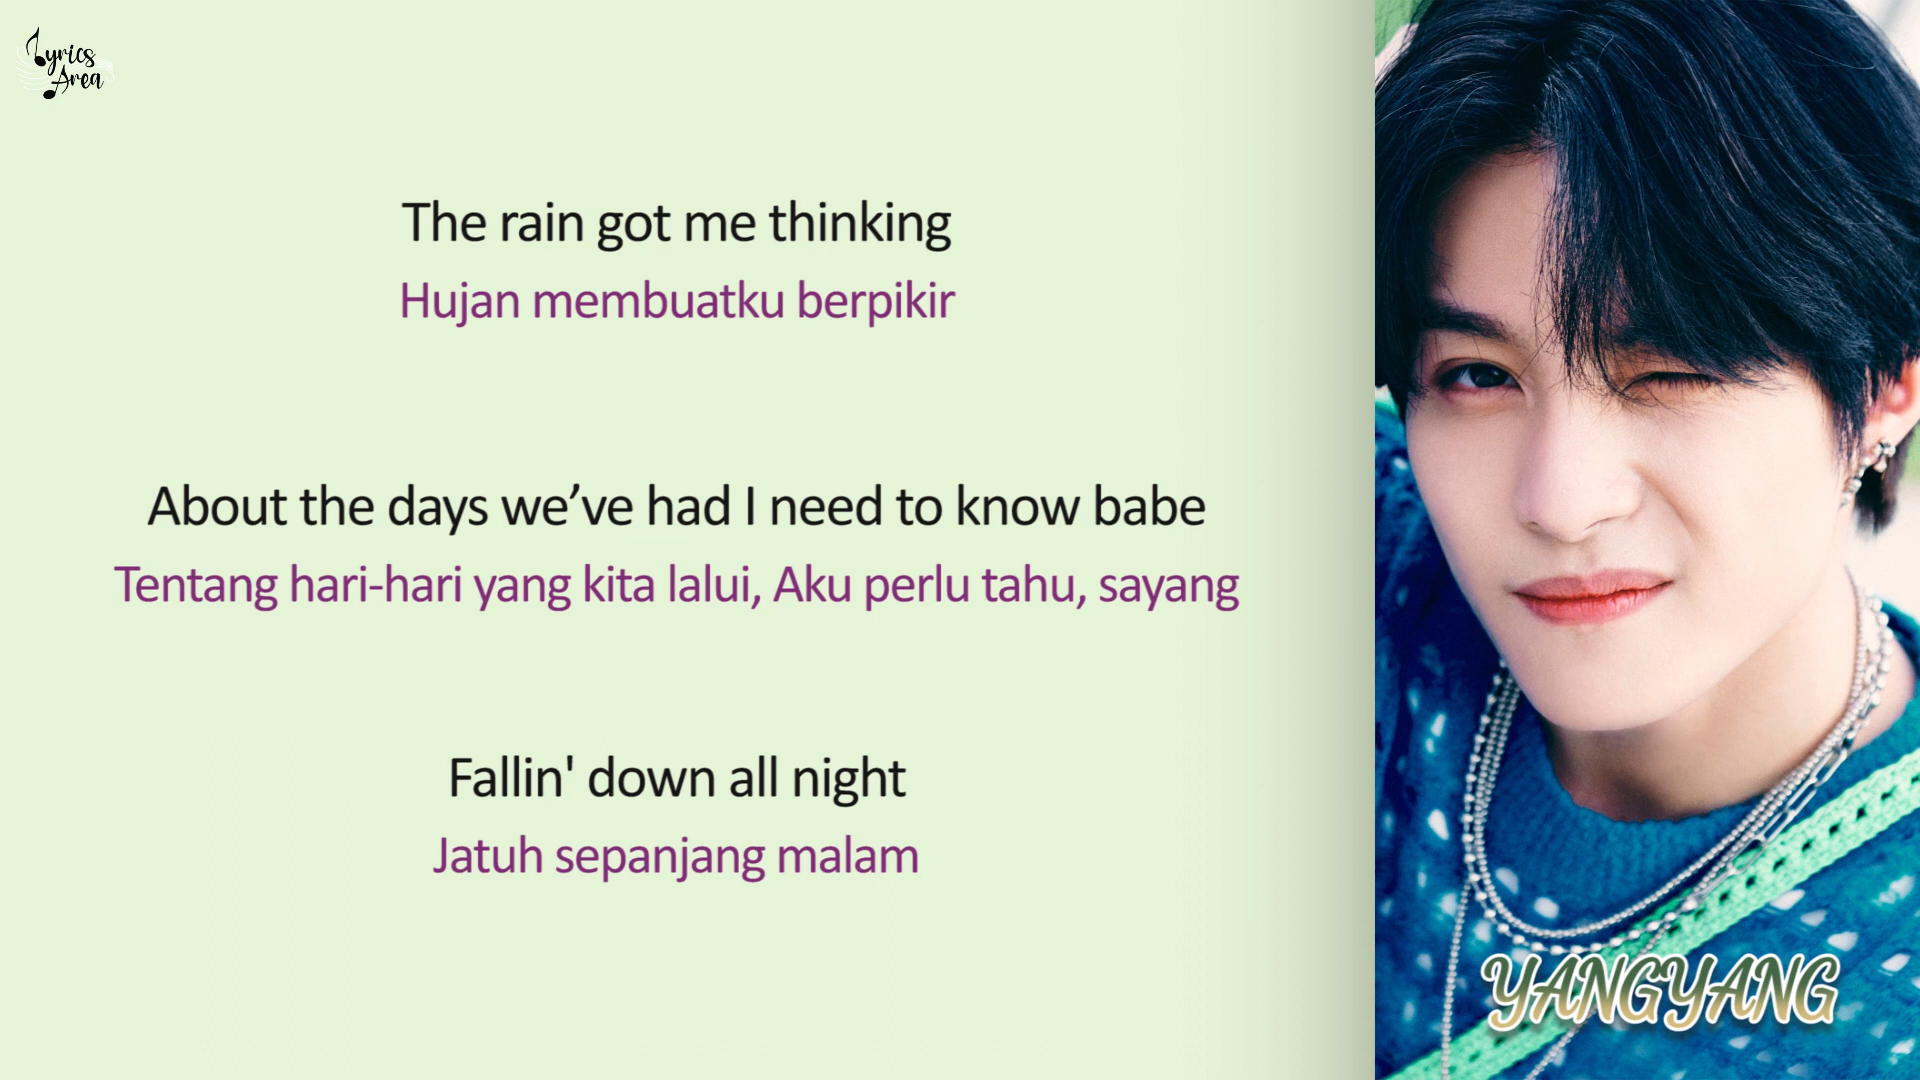 Lyrics
Area
The rain got me thinking
Hujan membuatku berpikir
About the days we’ve had I need to know babe
Tentang hari-hari yang kita lalui, Aku perlu tahu, sayang
Fallin' down all night
Jatuh sepanjang malam
YANGYANG